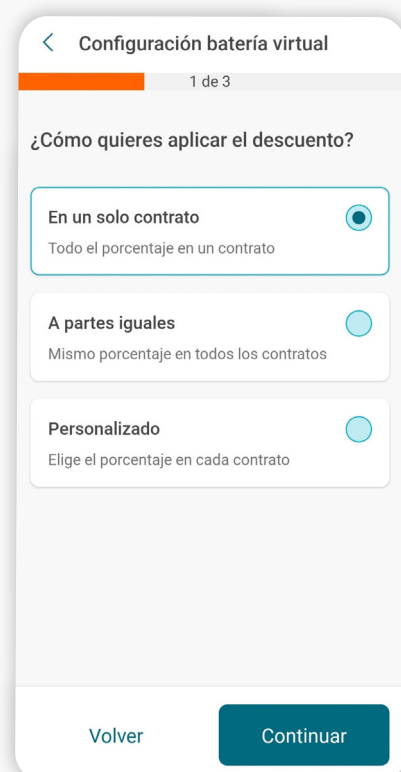 Configuración batería virtual
1 de 3
¿Cómo quieres aplicar el descuento?
En un solo contrato
Todo el porcentaje en un contrato
A partes iguales
Mismo porcentaje en todos los contratos
Personalizado
Elige el porcentaje en cada contrato
Volver
Continuar